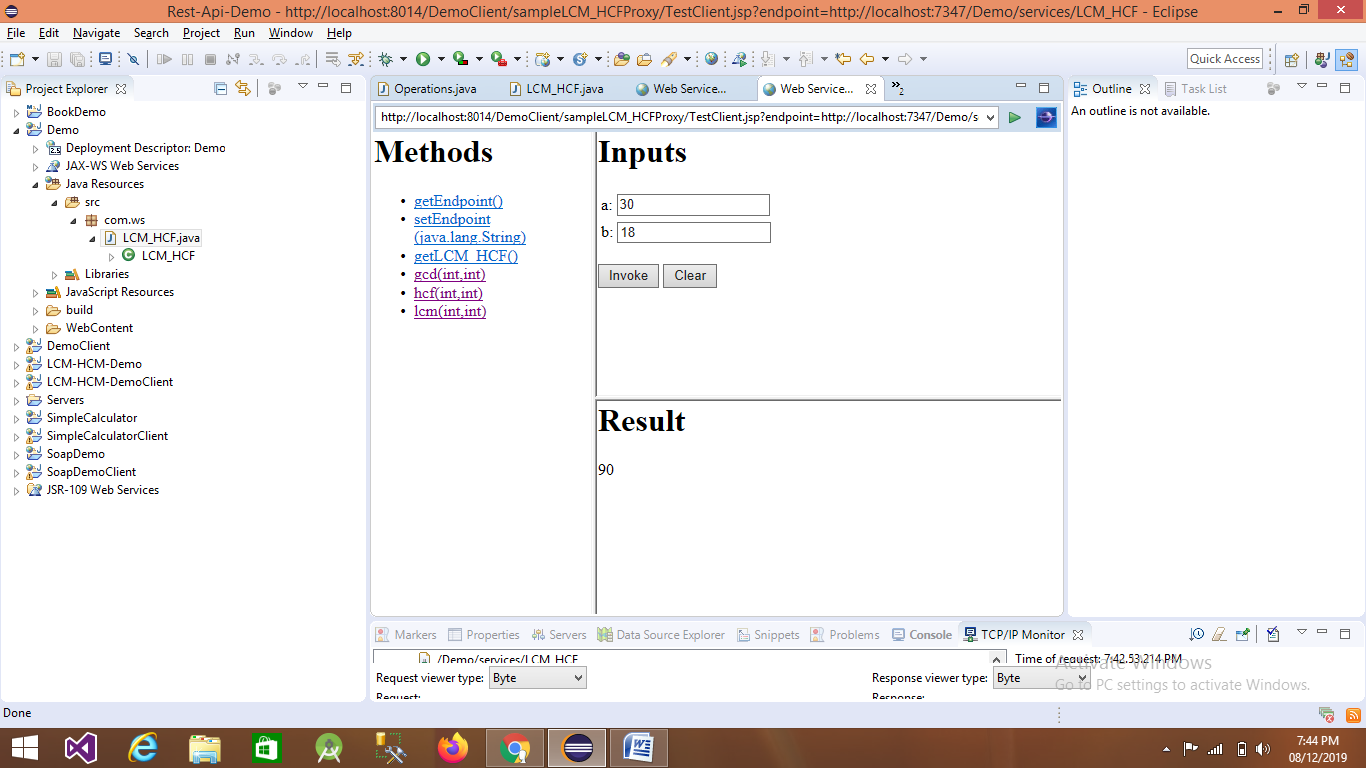 Rest-Api-Demo - http://localhost:8014/DemoClient/sampleLCM_HCFProxy/TestClient.jsp?endpoint=http://localhost:7347/Demo/services/LCM_HCF - Eclipse
File Edit Navigate Search Project Run Window Help
Quick Access
Project Explorer
BookDemo
Demo
Deployment Descriptor: Demo
JAX-WS Web Services
Java Resources
src
com.ws
LCM_HCF.java
LCM_HCF
Libraries
JavaScript Resources
build
WebContent
DemoClient
LCM-HCM-Demo
LCM-HCM-DemoClient
Servers
SimpleCalculator
SimpleCalculatorClient
SoapDemo
SoapDemoClient
JSR-109 Web Services
Operations.java LCM_HCF.java Web Service... Web Service... »2
http://localhost:8014/DemoClient/sampleLCM_HCFProxy/TestClient.jsp?endpoint=http://localhost:7347/Demo/s
Methods
getEndpoint()
setEndpoint
(java.lang.String)
getLCM_HCF()
gcd(int,int)
hcf(int,int)
lcm(int,int)
Inputs
a: 30
b: 18
Invoke Clear
Result
90
Outline Task List
An outline is not available.
Markers Properties Servers Data Source Explorer Snippets Problems Console TCP/IP Monitor
/Demo/services/LCM_HCF
Time of request: 7:42.53.214 PM
Request viewer type: Byte
Response viewer type: Byte
Request:
Response:
Activate Windows
Go to PC settings to activate Windows.
Done
7:44 PM
08/12/2019